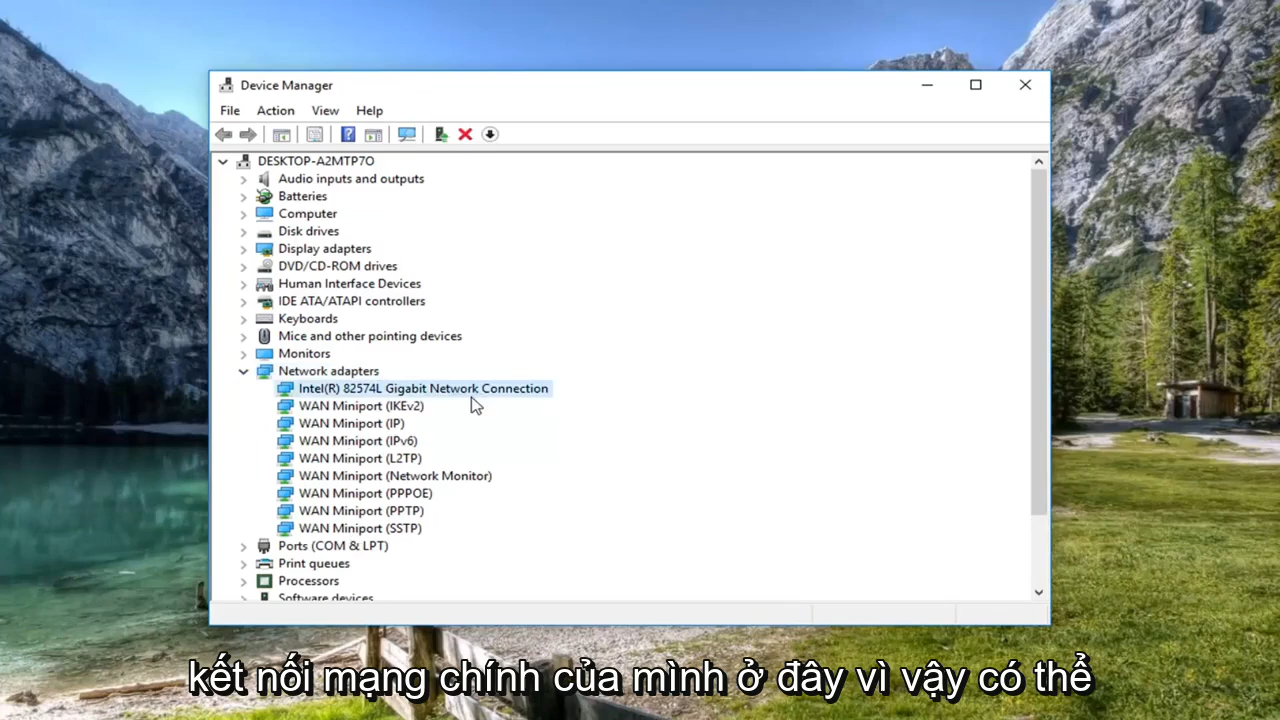 Device Manager
File Action View Help
DESKTOP-A2MTP7O
Audio inputs and outputs
Batteries
Computer
Disk drives
Display adapters
DVD/CD-ROM drives
Human Interface Devices
IDE ATA/ATAPI controllers
Keyboards
Mice and other pointing devices
Monitors
Network adapters
Intel(R) 82574L Gigabit Network Connection
WAN Miniport (IKEv2)
WAN Miniport (IP)
WAN Miniport (IPv6)
WAN Miniport (L2TP)
WAN Miniport (Network Monitor)
WAN Miniport (PPPOE)
WAN Miniport (PPTP)
WAN Miniport (SSTP)
Ports (COM & LPT)
Print queues
Processors
Software devices
kết nối mạng chính của mình ở đây vì vậy có thể